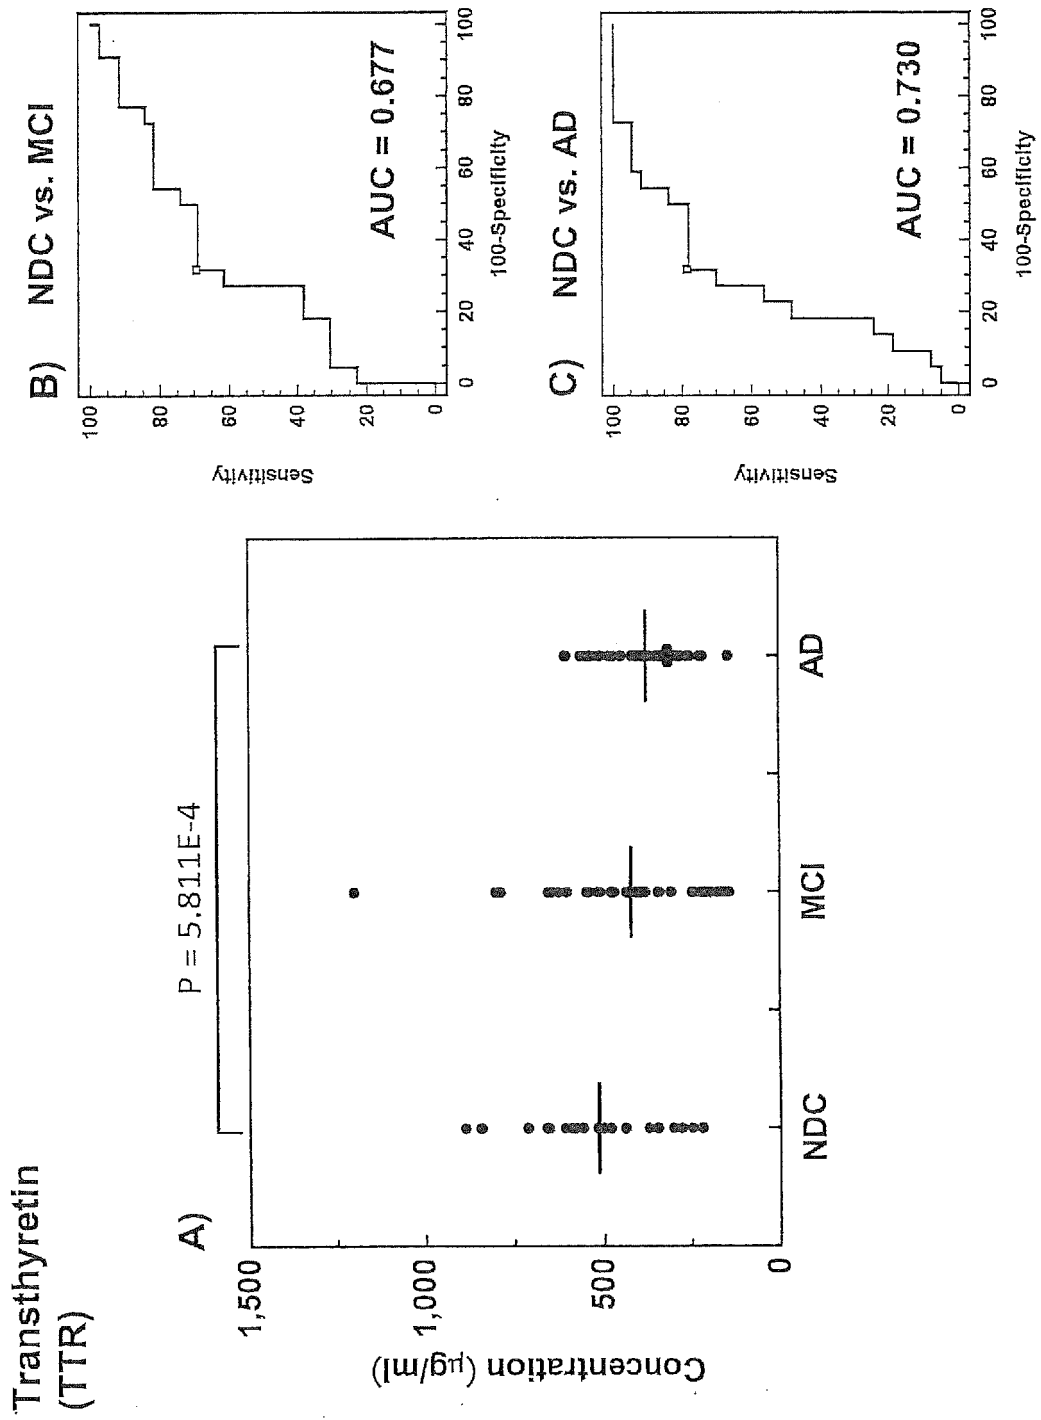 Transthyretin
(TTR)
A)
P = 5.811E-4
Concentration (µg/ml)
1,500
1,000
500
0
NDC
MCI
AD
B)
NDC vs. MCI
Sensitivity
100
80
60
40
20
0
AUC = 0.677
0
20
40
60
80
100
100-Specificity
C)
NDC vs. AD
Sensitivity
100
80
60
40
20
0
AUC = 0.730
0
20
40
60
80
100
100-Specificity